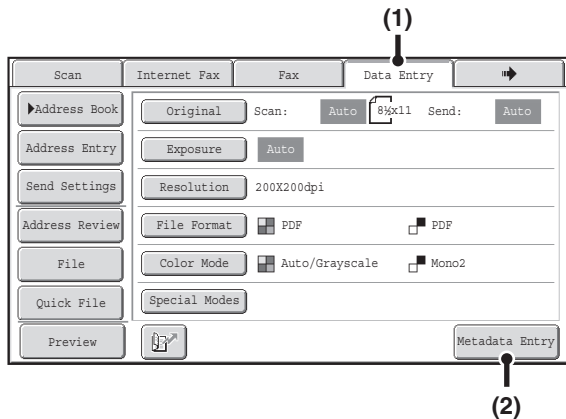 (1)
Scan Internet Fax Fax Data Entry
Address Book Original Scan: Auto 8½x11 Send: Auto
Address Entry Exposure Auto
Send Settings Resolution 200X200dpi
Address Review File Format PDF PDF
File Color Mode Auto/Grayscale Mono2
Quick File Special Modes
Preview Metadata Entry
(2)